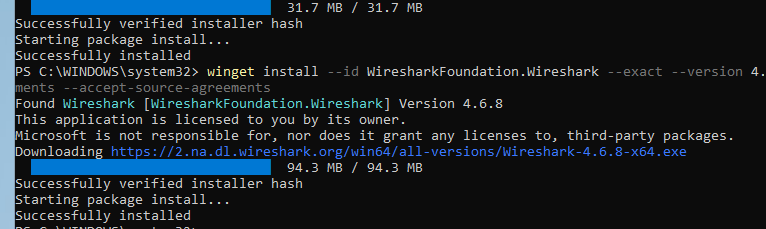 31.7 MB / 31.7 MB
Successfully verified installer hash
Starting package install...
Successfully installed
PS C:\WINDOWS\system32> winget install --id WiresharkFoundation.Wireshark --exact --version 4.
ments --accept-source-agreements
Found Wireshark [WiresharkFoundation.Wireshark] Version 4.6.8
This application is licensed to you by its owner.
Microsoft is not responsible for, nor does it grant any licenses to, third-party packages.
Downloading https://2.na.dl.wireshark.org/win64/all-versions/Wireshark-4.6.8-x64.exe
94.3 MB / 94.3 MB
Successfully verified installer hash
Starting package install...
Successfully installed